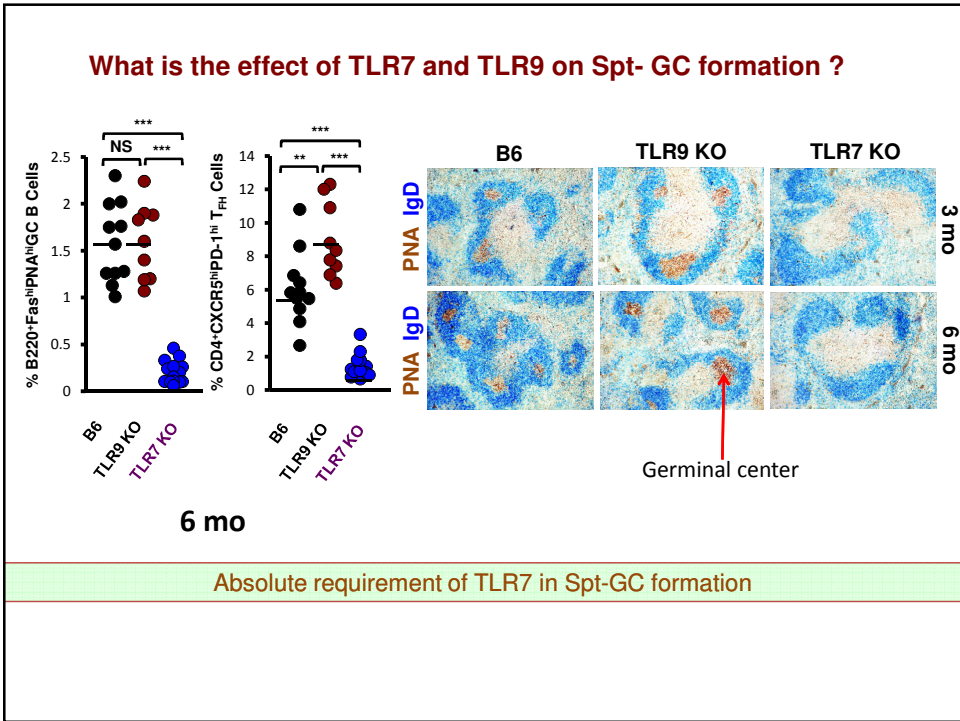 What is the effect of TLR7 and TLR9 on Spt- GC formation ?
% B220+FashiPNAhiGC B Cells
2.5
2
1.5
1
0.5
0
***
NS
***
B6
TLR9 KO
TLR7 KO
% CD4+CXCR5hiPD-1hi TFH Cells
14
12
10
8
6
4
2
0
***
**
***
B6
TLR9 KO
TLR7 KO
6 mo
B6
TLR9 KO
TLR7 KO
PNA IgD
3 mo
PNA IgD
6 mo
Germinal center
Absolute requirement of TLR7 in Spt-GC formation